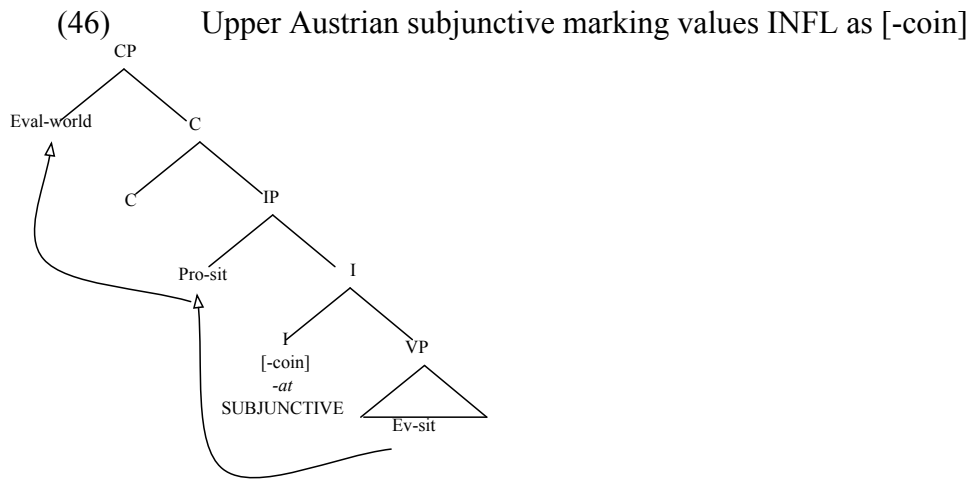 (46) Upper Austrian subjunctive marking values INFL as [-coin]
CP
Eval-world
C
C
IP
Pro-sit
I
I
VP
[-coin]
-at
SUBJUNCTIVE
Ev-sit